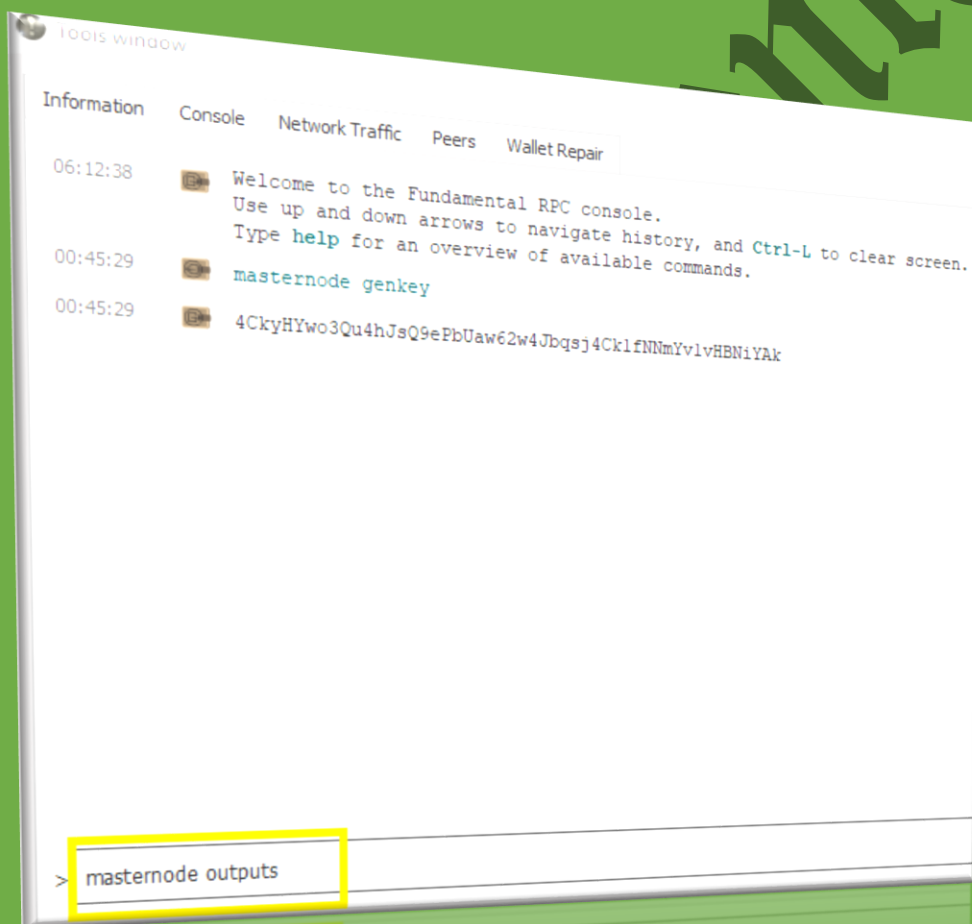 Tools window
Information Console Network Traffic Peers Wallet Repair
06:12:38 Welcome to the Fundamental RPC console.
Use up and down arrows to navigate history, and Ctrl-L to clear screen.
Type help for an overview of available commands.
00:45:29 masternode genkey
00:45:29 4CkyHYwo3Qu4hJsQ9ePbUaw62w4Jbqsj4CklfNNmYvlvHBNiYAk
> masternode outputs